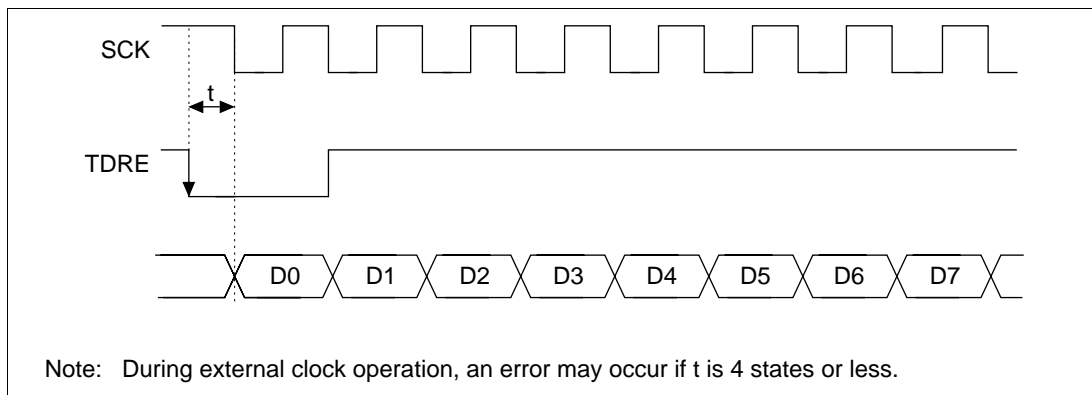 SCK
t
TDRE
D0 D1 D2 D3 D4 D5 D6 D7
Note: During external clock operation, an error may occur if t is 4 states or less.